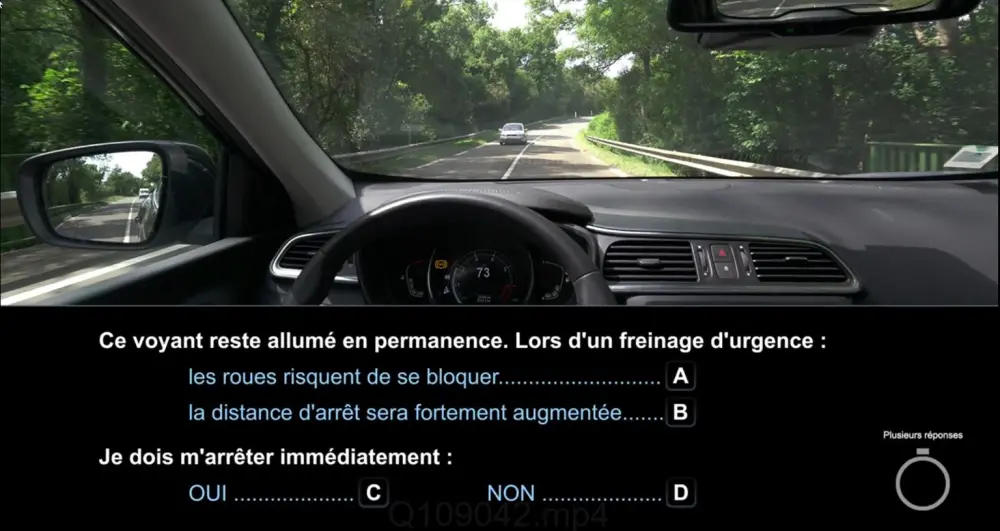 73
Ce voyant reste allumé en permanence. Lors d'un freinage d'urgence :
les roues risquent de se bloquer........................... A
la distance d'arrêt sera fortement augmentée....... B
Plusieurs réponses
Je dois m'arrêter immédiatement :
OUI .................... C NON .................... D
Q109042.mp4